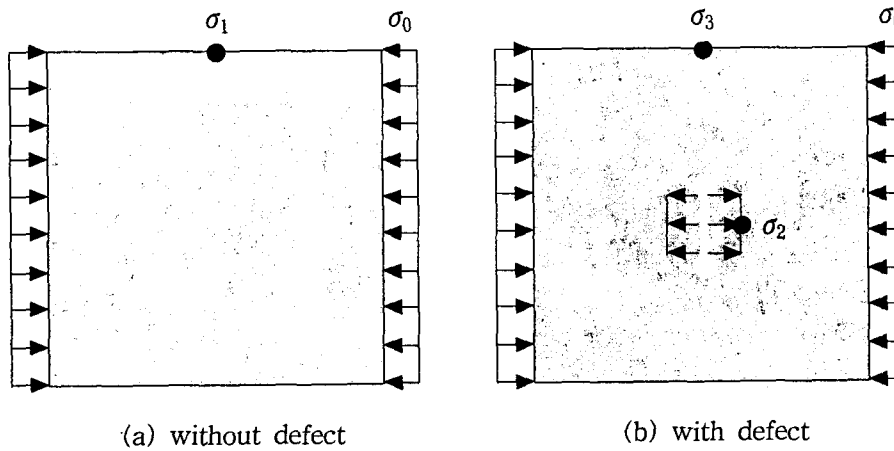 σ₁ σ₀ σ₃ σ
σ₂
(a) without defect (b) with defect